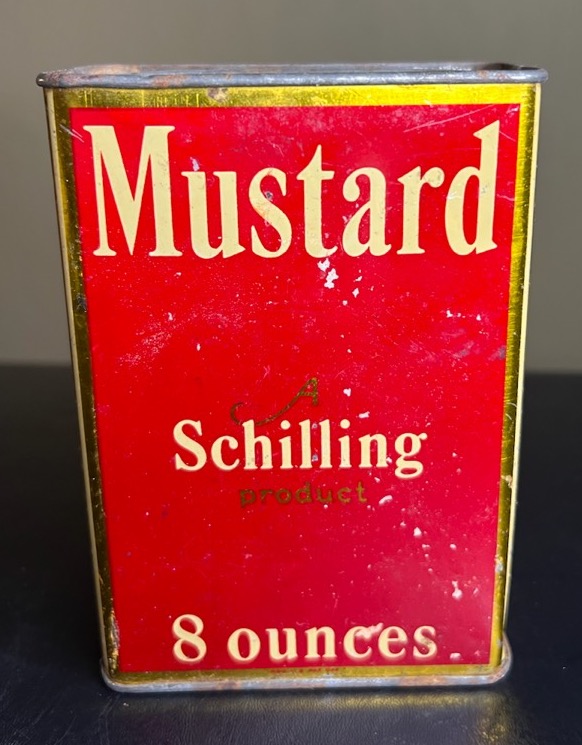 Mustard
A
Schilling
product
8 ounces